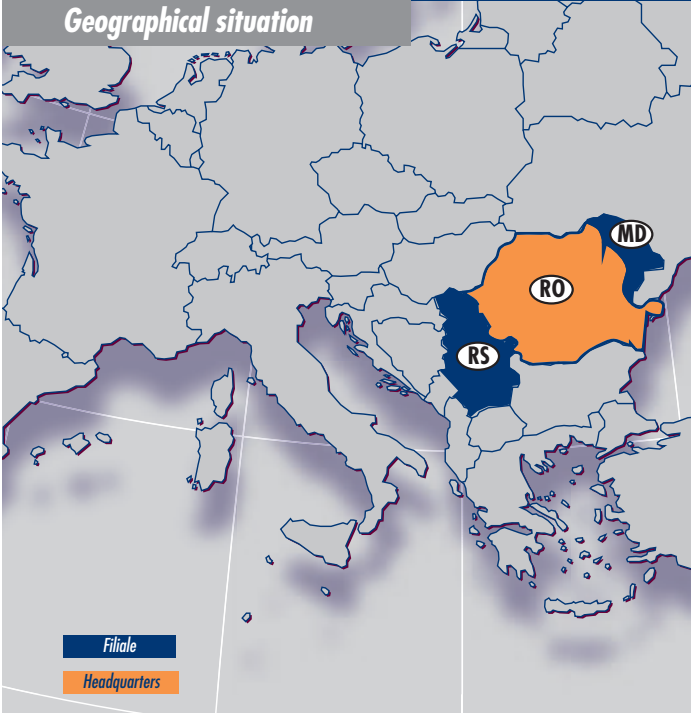 Geographical situation
MD
RO
RS
Filiale
Headquarters